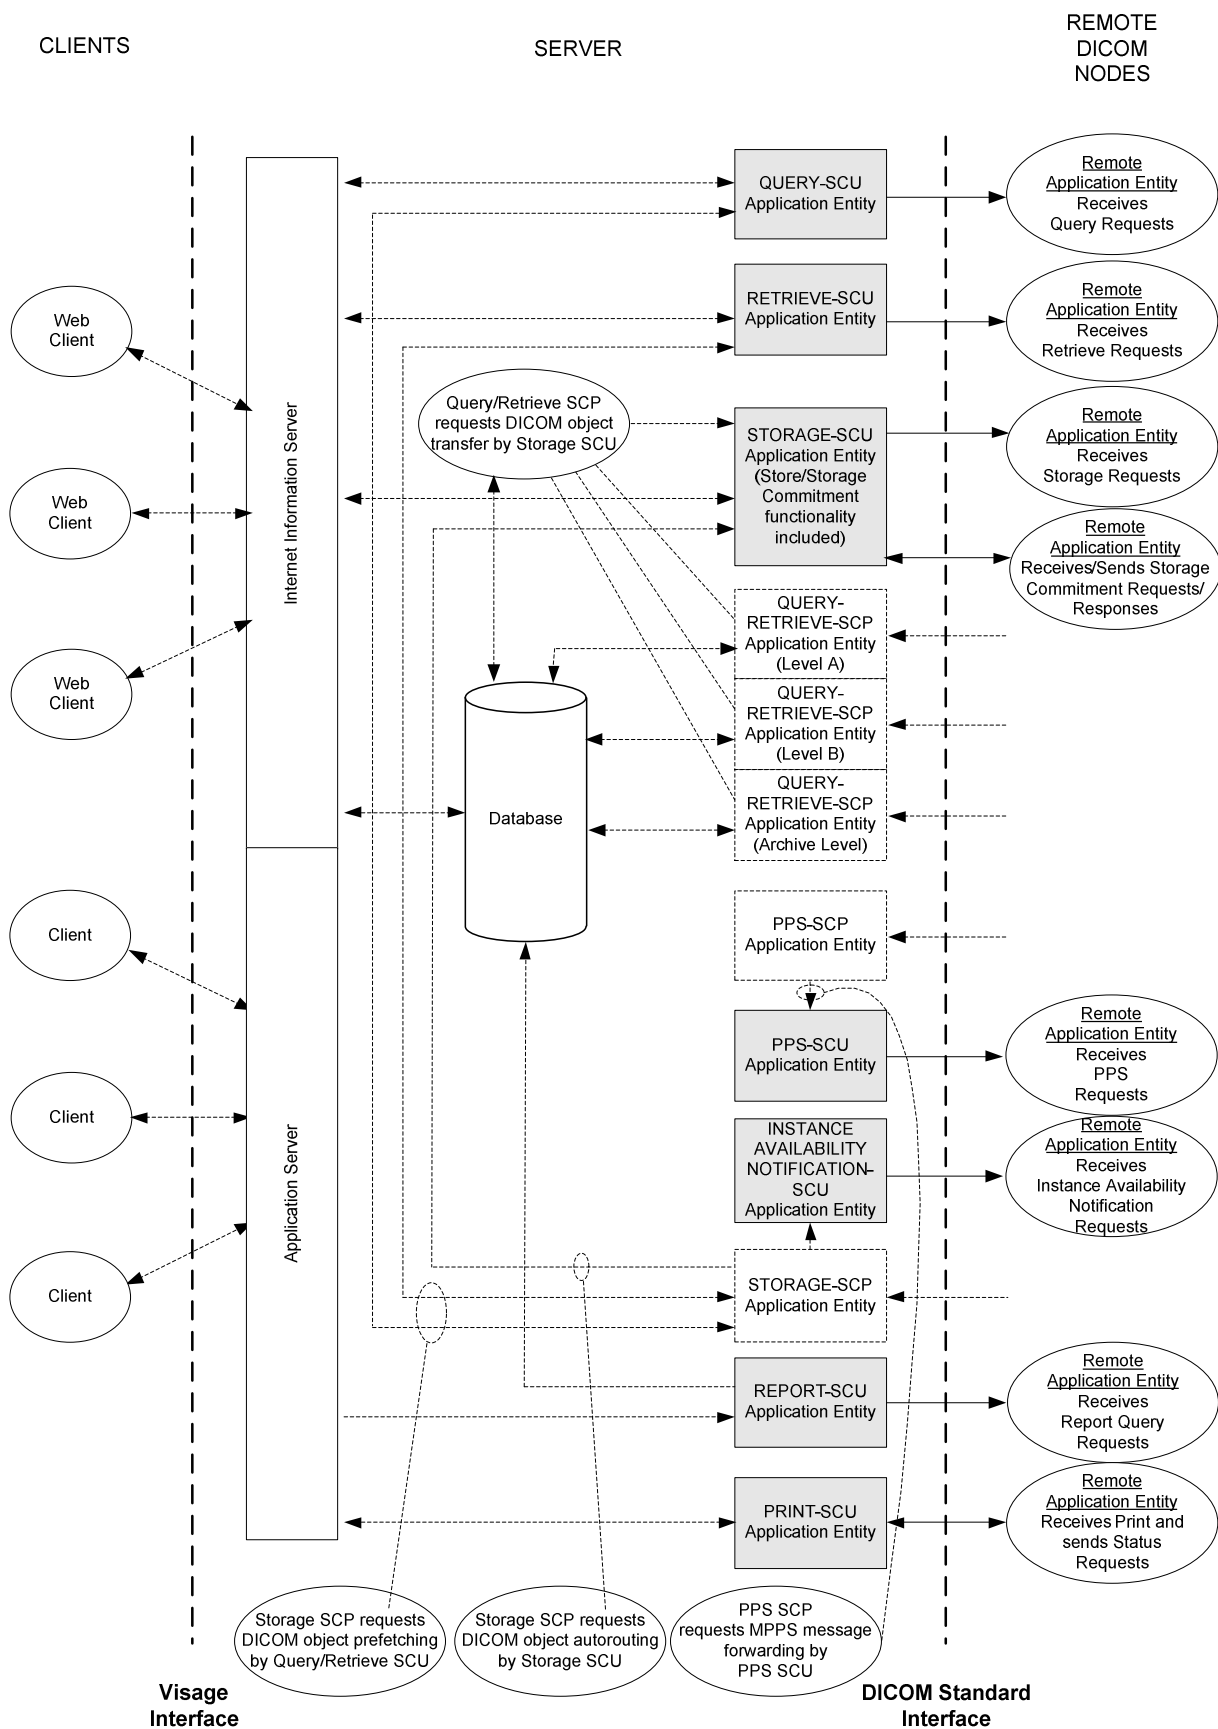 CLIENTS
SERVER
REMOTE
DICOM
NODES
Web
Client
Web
Client
Web
Client
Client
Client
Client
Internet Information Server
Application Server
Query/Retrieve SCP
requests DICOM object
transfer by Storage SCU
Database
QUERY-SCU
Application Entity
RETRIEVE-SCU
Application Entity
STORAGE-SCU
Application Entity
(Store/Storage
Commitment
functionality
included)
QUERY-
RETRIEVE-SCP
Application Entity
(Level A)
QUERY-
RETRIEVE-SCP
Application Entity
(Level B)
QUERY-
RETRIEVE-SCP
Application Entity
(Archive Level)
PPS-SCP
Application Entity
PPS-SCU
Application Entity
INSTANCE
AVAILABILITY
NOTIFICATION-
SCU
Application Entity
STORAGE-SCP
Application Entity
REPORT-SCU
Application Entity
PRINT-SCU
Application Entity
Remote
Application Entity
Receives
Query Requests
Remote
Application Entity
Receives
Retrieve Requests
Remote
Application Entity
Receives
Storage Requests
Remote
Application Entity
Receives/Sends Storage
Commitment Requests/
Responses
Remote
Application Entity
Receives
PPS
Requests
Remote
Application Entity
Receives
Instance Availability
Notification
Requests
Remote
Application Entity
Receives
Report Query
Requests
Remote
Application Entity
Receives Print and
sends Status
Requests
Storage SCP requests
DICOM object prefetching
by Query/Retrieve SCU
Storage SCP requests
DICOM object autorouting
by Storage SCU
PPS SCP
requests MPPS message
forwarding by
PPS SCU
Visage
Interface
DICOM Standard
Interface